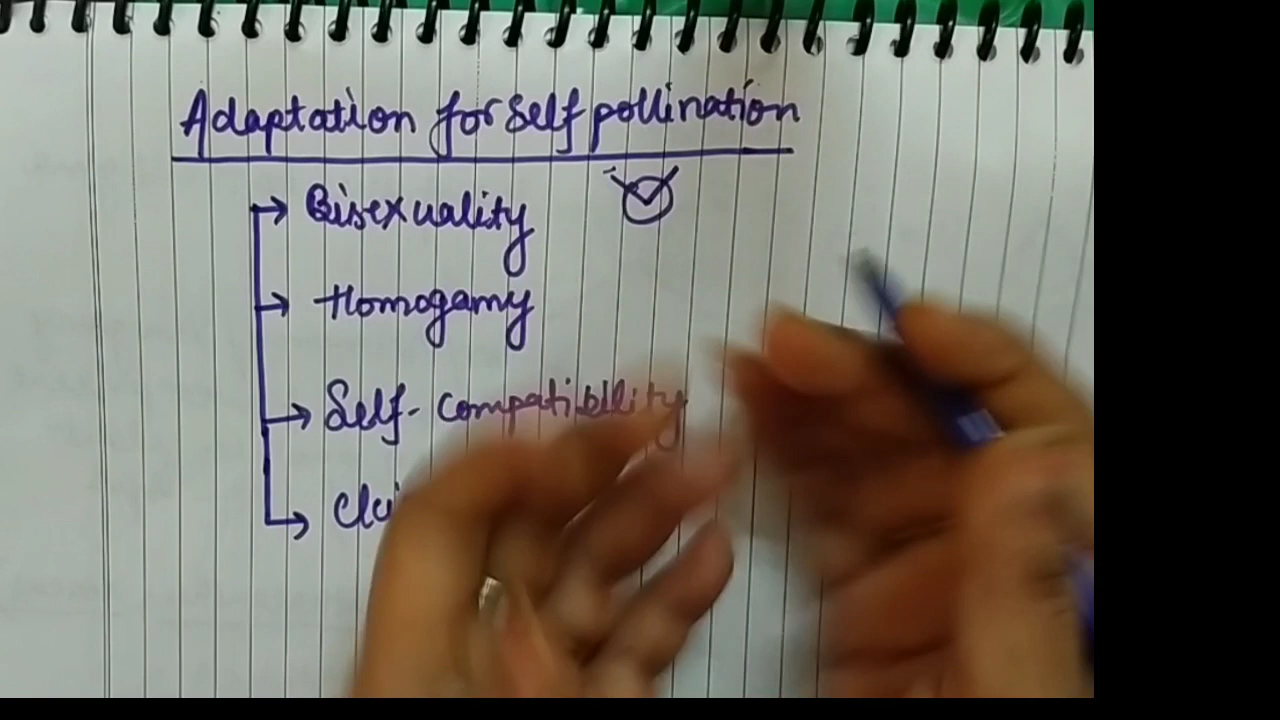 Adaptation for self pollination
Bisexuality
Homogamy
Self-compatibility